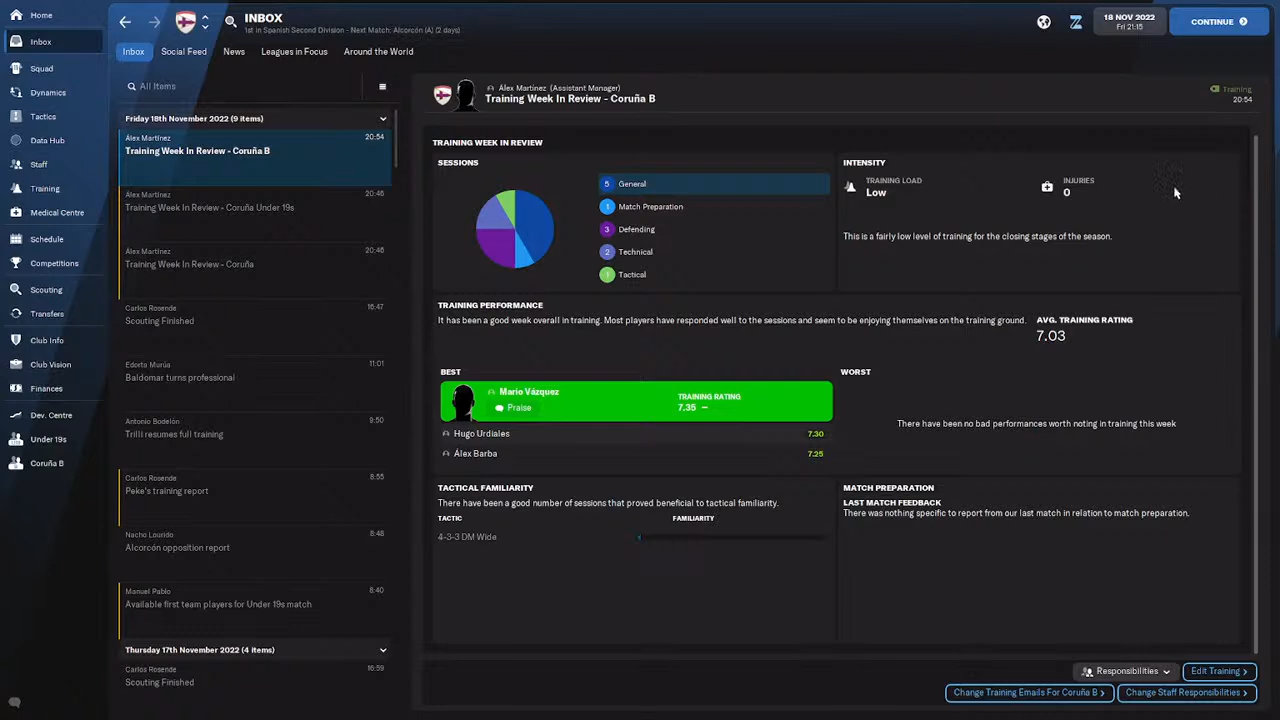 Home
Inbox
Squad
Dynamics
Tactics
Data Hub
Staff
Training
Medical Centre
Schedule
Competitions
Scouting
Transfers
Club Info
Club Vision
Finances
Dev. Centre
Under 19s
Coruña B
INBOX
1st in Spanish Second Division - Next Match: Alcorcón (A) (2 days)
18 NOV 2022
Fri 21:15
CONTINUE
Inbox
Social Feed
News
Leagues in Focus
Around the World
All Items
Friday 18th November 2022 (9 items)
Álex Martínez 20:54
Training Week In Review - Coruña B
Álex Martínez 20:46
Training Week In Review - Coruña Under 19s
Álex Martínez 20:46
Training Week In Review - Coruña
Carlos Rosende 16:47
Scouting Finished
Edorta Murúa 11:01
Baldomar turns professional
Antonio Bodelón 9:50
Trilli resumes full training
Carlos Rosende 8:55
Peke's training report
Nacho Lourido 8:48
Alcorcón opposition report
Manuel Pablo 8:40
Available first team players for Under 19s match
Thursday 17th November 2022 (4 items)
Carlos Rosende 16:59
Scouting Finished
Álex Martínez (Assistant Manager)
Training Week In Review - Coruña B
Training
20:54
TRAINING WEEK IN REVIEW
SESSIONS
5 General
1 Match Preparation
3 Defending
2 Technical
1 Tactical
INTENSITY
TRAINING LOAD
Low
INJURIES
0
This is a fairly low level of training for the closing stages of the season.
TRAINING PERFORMANCE
It has been a good week overall in training. Most players have responded well to the sessions and seem to be enjoying themselves on the training ground.
AVG. TRAINING RATING
7.03
BEST
Mario Vázquez
Praise
TRAINING RATING
7.35 –
Hugo Urdiales 7.30
Álex Barba 7.25
WORST
There have been no bad performances worth noting in training this week
TACTICAL FAMILIARITY
There have been a good number of sessions that proved beneficial to tactical familiarity.
TACTIC FAMILIARITY
4-3-3 DM Wide
MATCH PREPARATION
LAST MATCH FEEDBACK
There was nothing specific to report from our last match in relation to match preparation.
Responsibilities
Edit Training
Change Training Emails For Coruña B
Change Staff Responsibilities